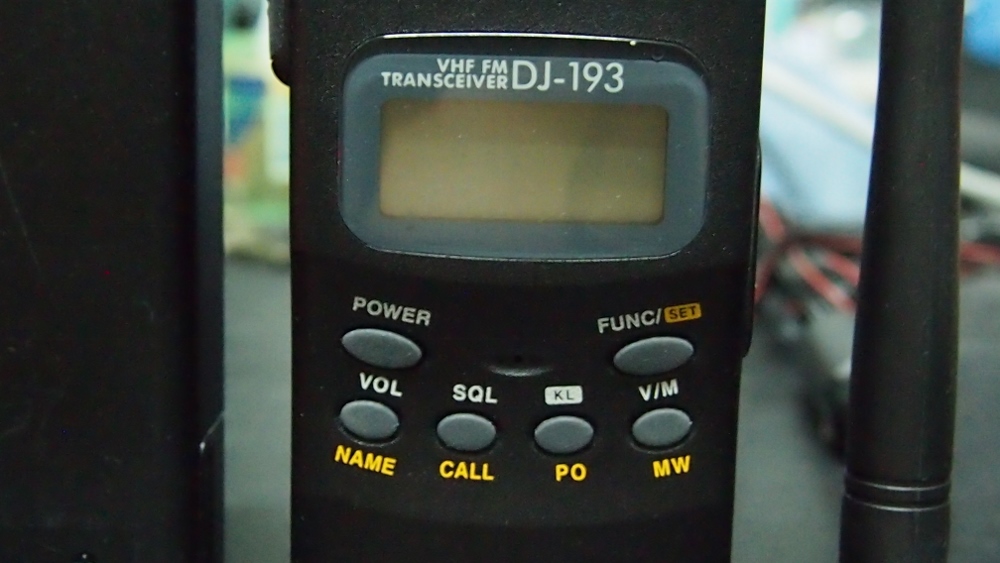 VHF FM
TRANSCEIVER DJ-193
POWER
FUNC/SET
VOL SQL KL V/M
NAME CALL PO MW